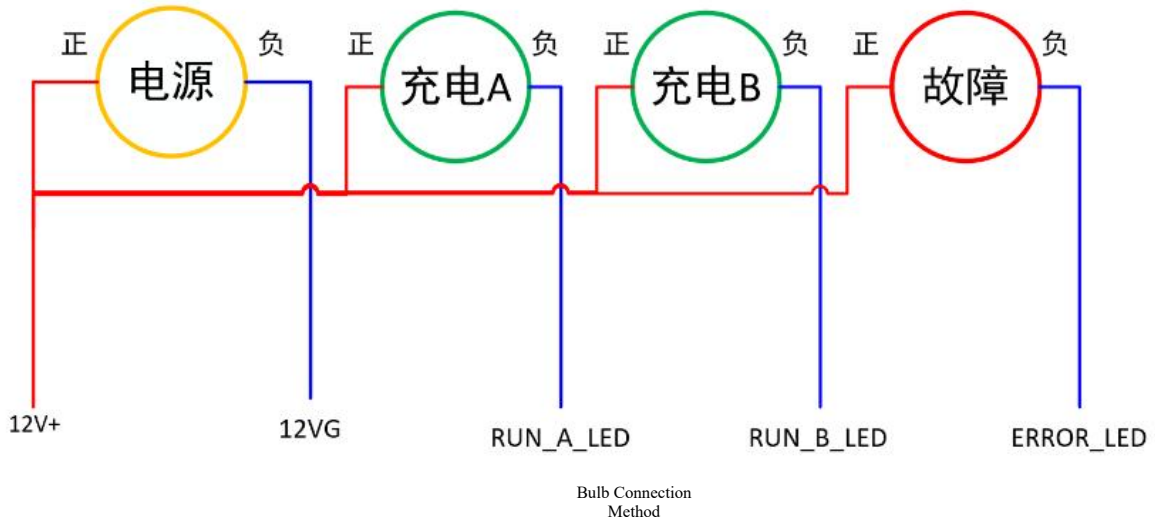 正 电源 负
正 充电A 负
正 充电B 负
正 故障 负
12V+
12VG
RUN_A_LED
RUN_B_LED
ERROR_LED
Bulb Connection
Method